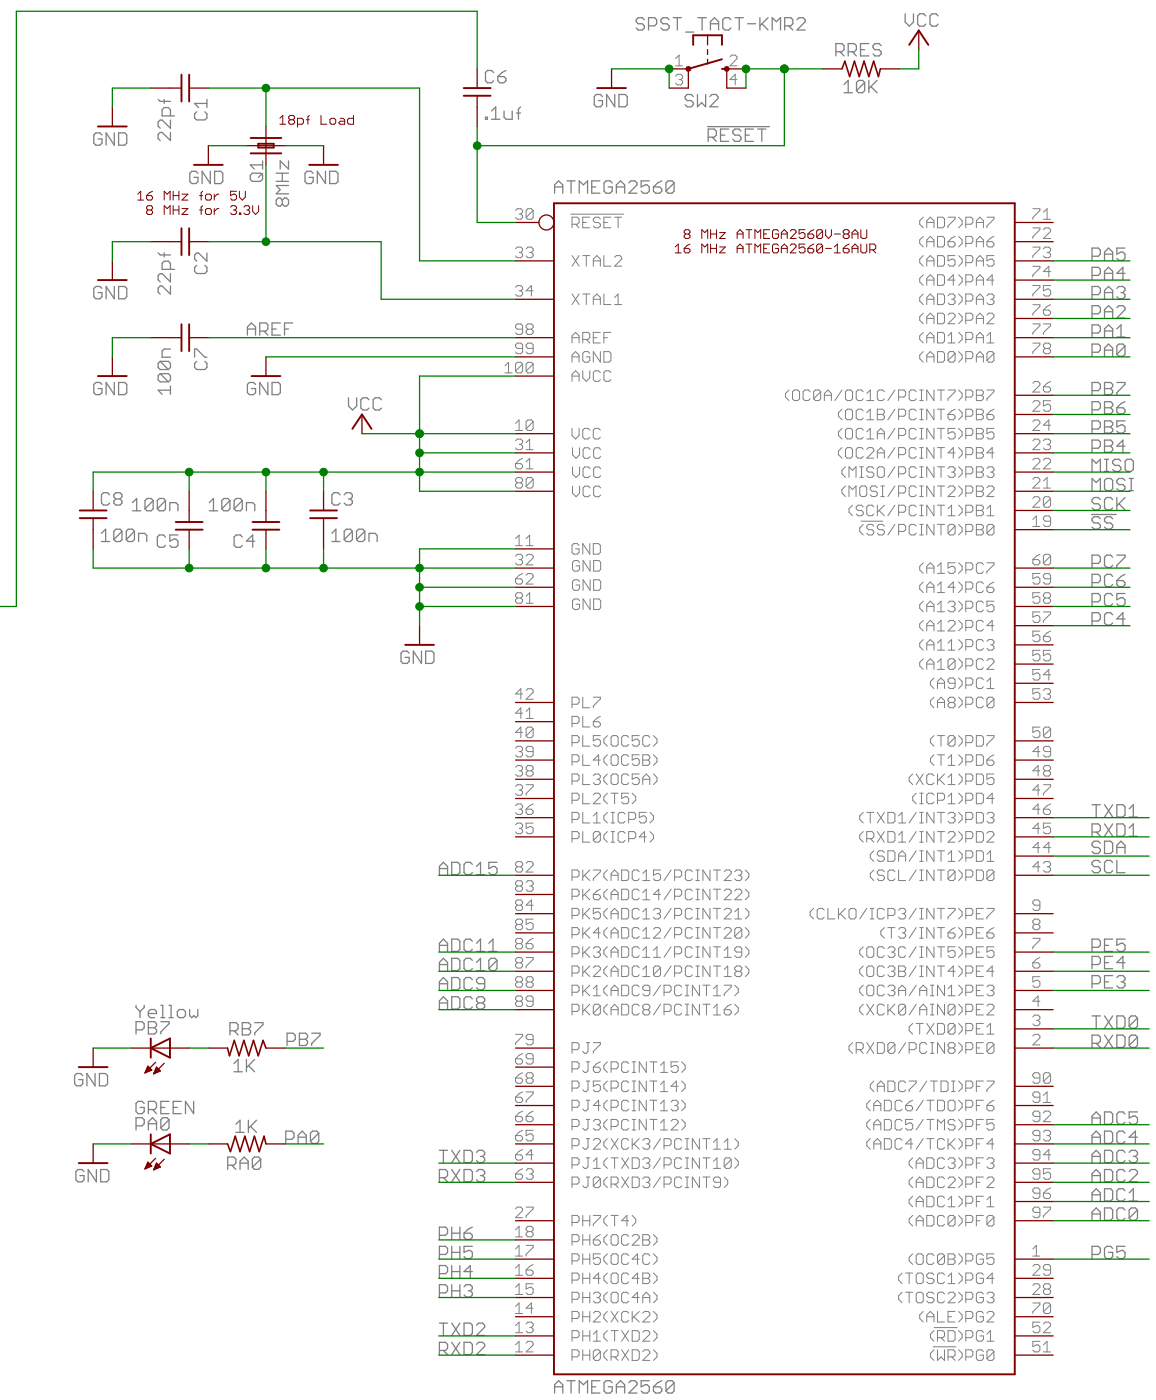 SPST_TACT-KMR2
VCC
1 2
3 4
SW2
GND
RRES
10K
RESET
C6
.1uf
C1
22pf
GND
18pf Load
GND
Q1
8MHz
GND
16 MHz for 5V
8 MHz for 3.3V
C2
22pf
GND
AREF
C7
100n
GND
GND
VCC
C8
100n
100n
C5
100n
C4
C3
100n
GND
ATMEGA2560
8 MHz ATMEGA2560V-8AU
16 MHz ATMEGA2560-16AUR
30 RESET
33 XTAL2
34 XTAL1
98 AREF
99 AGND
100 AVCC
10 VCC
31 VCC
61 VCC
80 VCC
11 GND
32 GND
62 GND
81 GND
42 PL7
41 PL6
40 PL5(OC5C)
39 PL4(OC5B)
38 PL3(OC5A)
37 PL2(T5)
36 PL1(ICP5)
35 PL0(ICP4)
ADC15 82 PK7(ADC15/PCINT23)
83 PK6(ADC14/PCINT22)
84 PK5(ADC13/PCINT21)
85 PK4(ADC12/PCINT20)
ADC11 86 PK3(ADC11/PCINT19)
ADC10 87 PK2(ADC10/PCINT18)
ADC9 88 PK1(ADC9/PCINT17)
ADC8 89 PK0(ADC8/PCINT16)
79 PJ7
69 PJ6(PCINT15)
68 PJ5(PCINT14)
67 PJ4(PCINT13)
66 PJ3(PCINT12)
65 PJ2(XCK3/PCINT11)
TXD3 64 PJ1(TXD3/PCINT10)
RXD3 63 PJ0(RXD3/PCINT9)
27 PH7(T4)
PH6 18 PH6(OC2B)
PH5 17 PH5(OC4C)
PH4 16 PH4(OC4B)
PH3 15 PH3(OC4A)
14 PH2(XCK2)
TXD2 13 PH1(TXD2)
RXD2 12 PH0(RXD2)
(AD7)PA7 71
(AD6)PA6 72
(AD5)PA5 73 PA5
(AD4)PA4 74 PA4
(AD3)PA3 75 PA3
(AD2)PA2 76 PA2
(AD1)PA1 77 PA1
(AD0)PA0 78 PA0
(OC0A/OC1C/PCINT7)PB7 26 PB7
(OC1B/PCINT6)PB6 25 PB6
(OC1A/PCINT5)PB5 24 PB5
(OC2A/PCINT4)PB4 23 PB4
(MISO/PCINT3)PB3 22 MISO
(MOSI/PCINT2)PB2 21 MOSI
(SCK/PCINT1)PB1 20 SCK
(SS/PCINT0)PB0 19 SS
(A15)PC7 60 PC7
(A14)PC6 59 PC6
(A13)PC5 58 PC5
(A12)PC4 57 PC4
(A11)PC3 56
(A10)PC2 55
(A9)PC1 54
(A8)PC0 53
(T0)PD7 50
(T1)PD6 49
(XCK1)PD5 48
(ICP1)PD4 47
(TXD1/INT3)PD3 46 TXD1
(RXD1/INT2)PD2 45 RXD1
(SDA/INT1)PD1 44 SDA
(SCL/INT0)PD0 43 SCL
(CLKO/ICP3/INT7)PE7 9
(T3/INT6)PE6 8
(OC3C/INT5)PE5 7 PE5
(OC3B/INT4)PE4 6 PE4
(OC3A/AIN1)PE3 5 PE3
(XCK0/AIN0)PE2 4
(TXD0)PE1 3 TXD0
(RXD0/PCIN8)PE0 2 RXD0
(ADC7/TDI)PF7 90
(ADC6/TDO)PF6 91
(ADC5/TMS)PF5 92 ADC5
(ADC4/TCK)PF4 93 ADC4
(ADC3)PF3 94 ADC3
(ADC2)PF2 95 ADC2
(ADC1)PF1 96 ADC1
(ADC0)PF0 97 ADC0
(OC0B)PG5 1 PG5
(TOSC1)PG4 29
(TOSC2)PG3 28
(ALE)PG2 70
(RD)PG1 52
(WR)PG0 51
ATMEGA2560
Yellow
PB7
RB7
1K
PB7
GND
GREEN
PA0
1K
RA0
PA0
GND